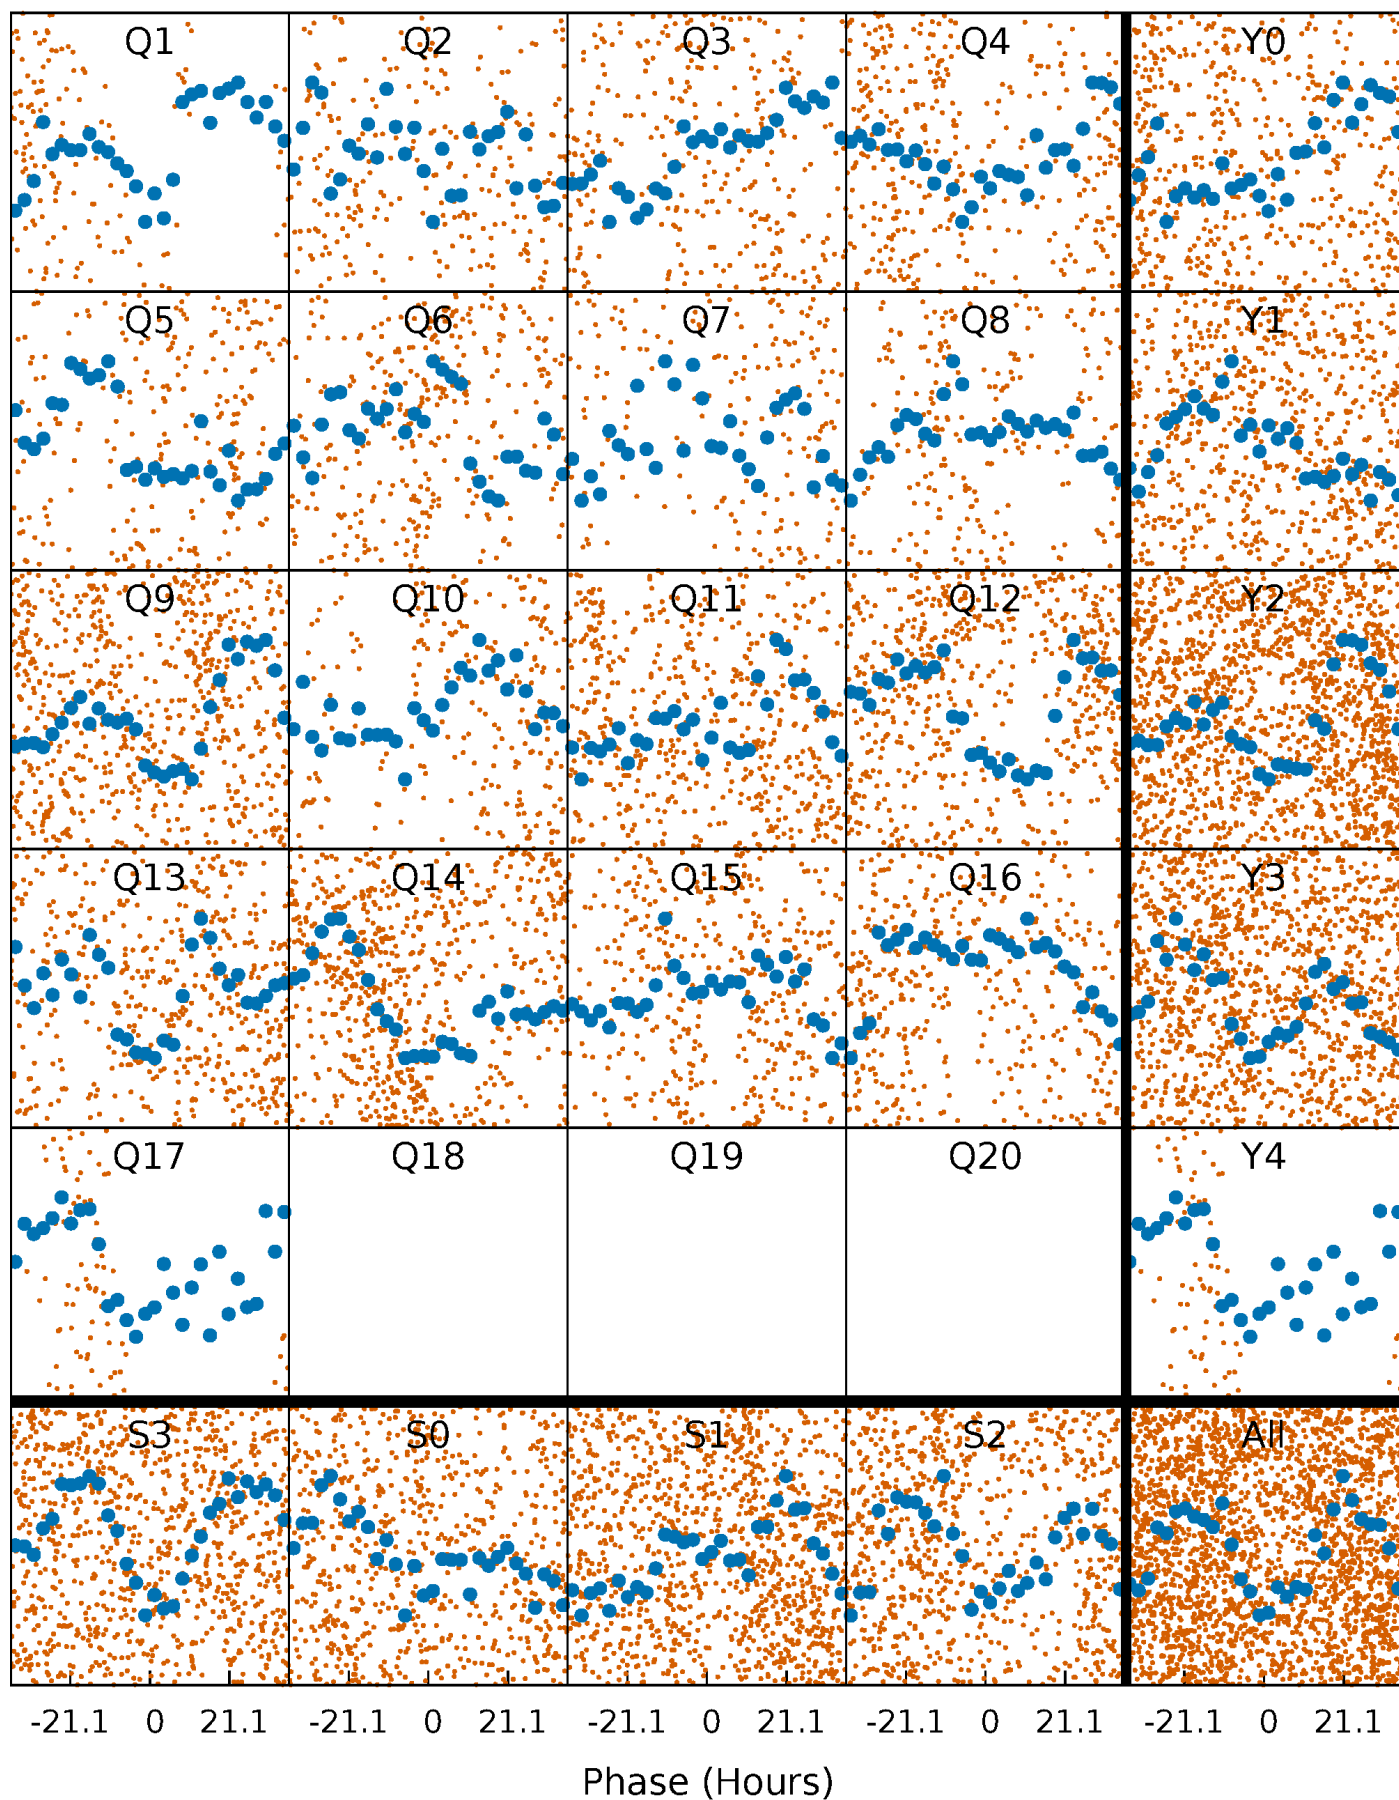 Q1 Q2 Q3 Q4 Y0
Q5 Q6 Q7 Q8 Y1
Q9 Q10 Q11 Q12 Y2
Q13 Q14 Q15 Q16 Y3
Q17 Q18 Q19 Q20 Y4
S3 S0 S1 S2 All
-21.1 0 21.1 -21.1 0 21.1 -21.1 0 21.1 -21.1 0 21.1 -21.1 0 21.1
Phase (Hours)